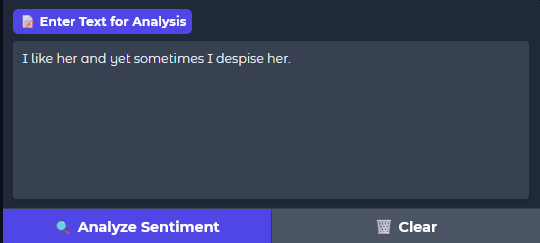 Enter Text for Analysis
I like her and yet sometimes I despise her.
Analyze Sentiment
Clear